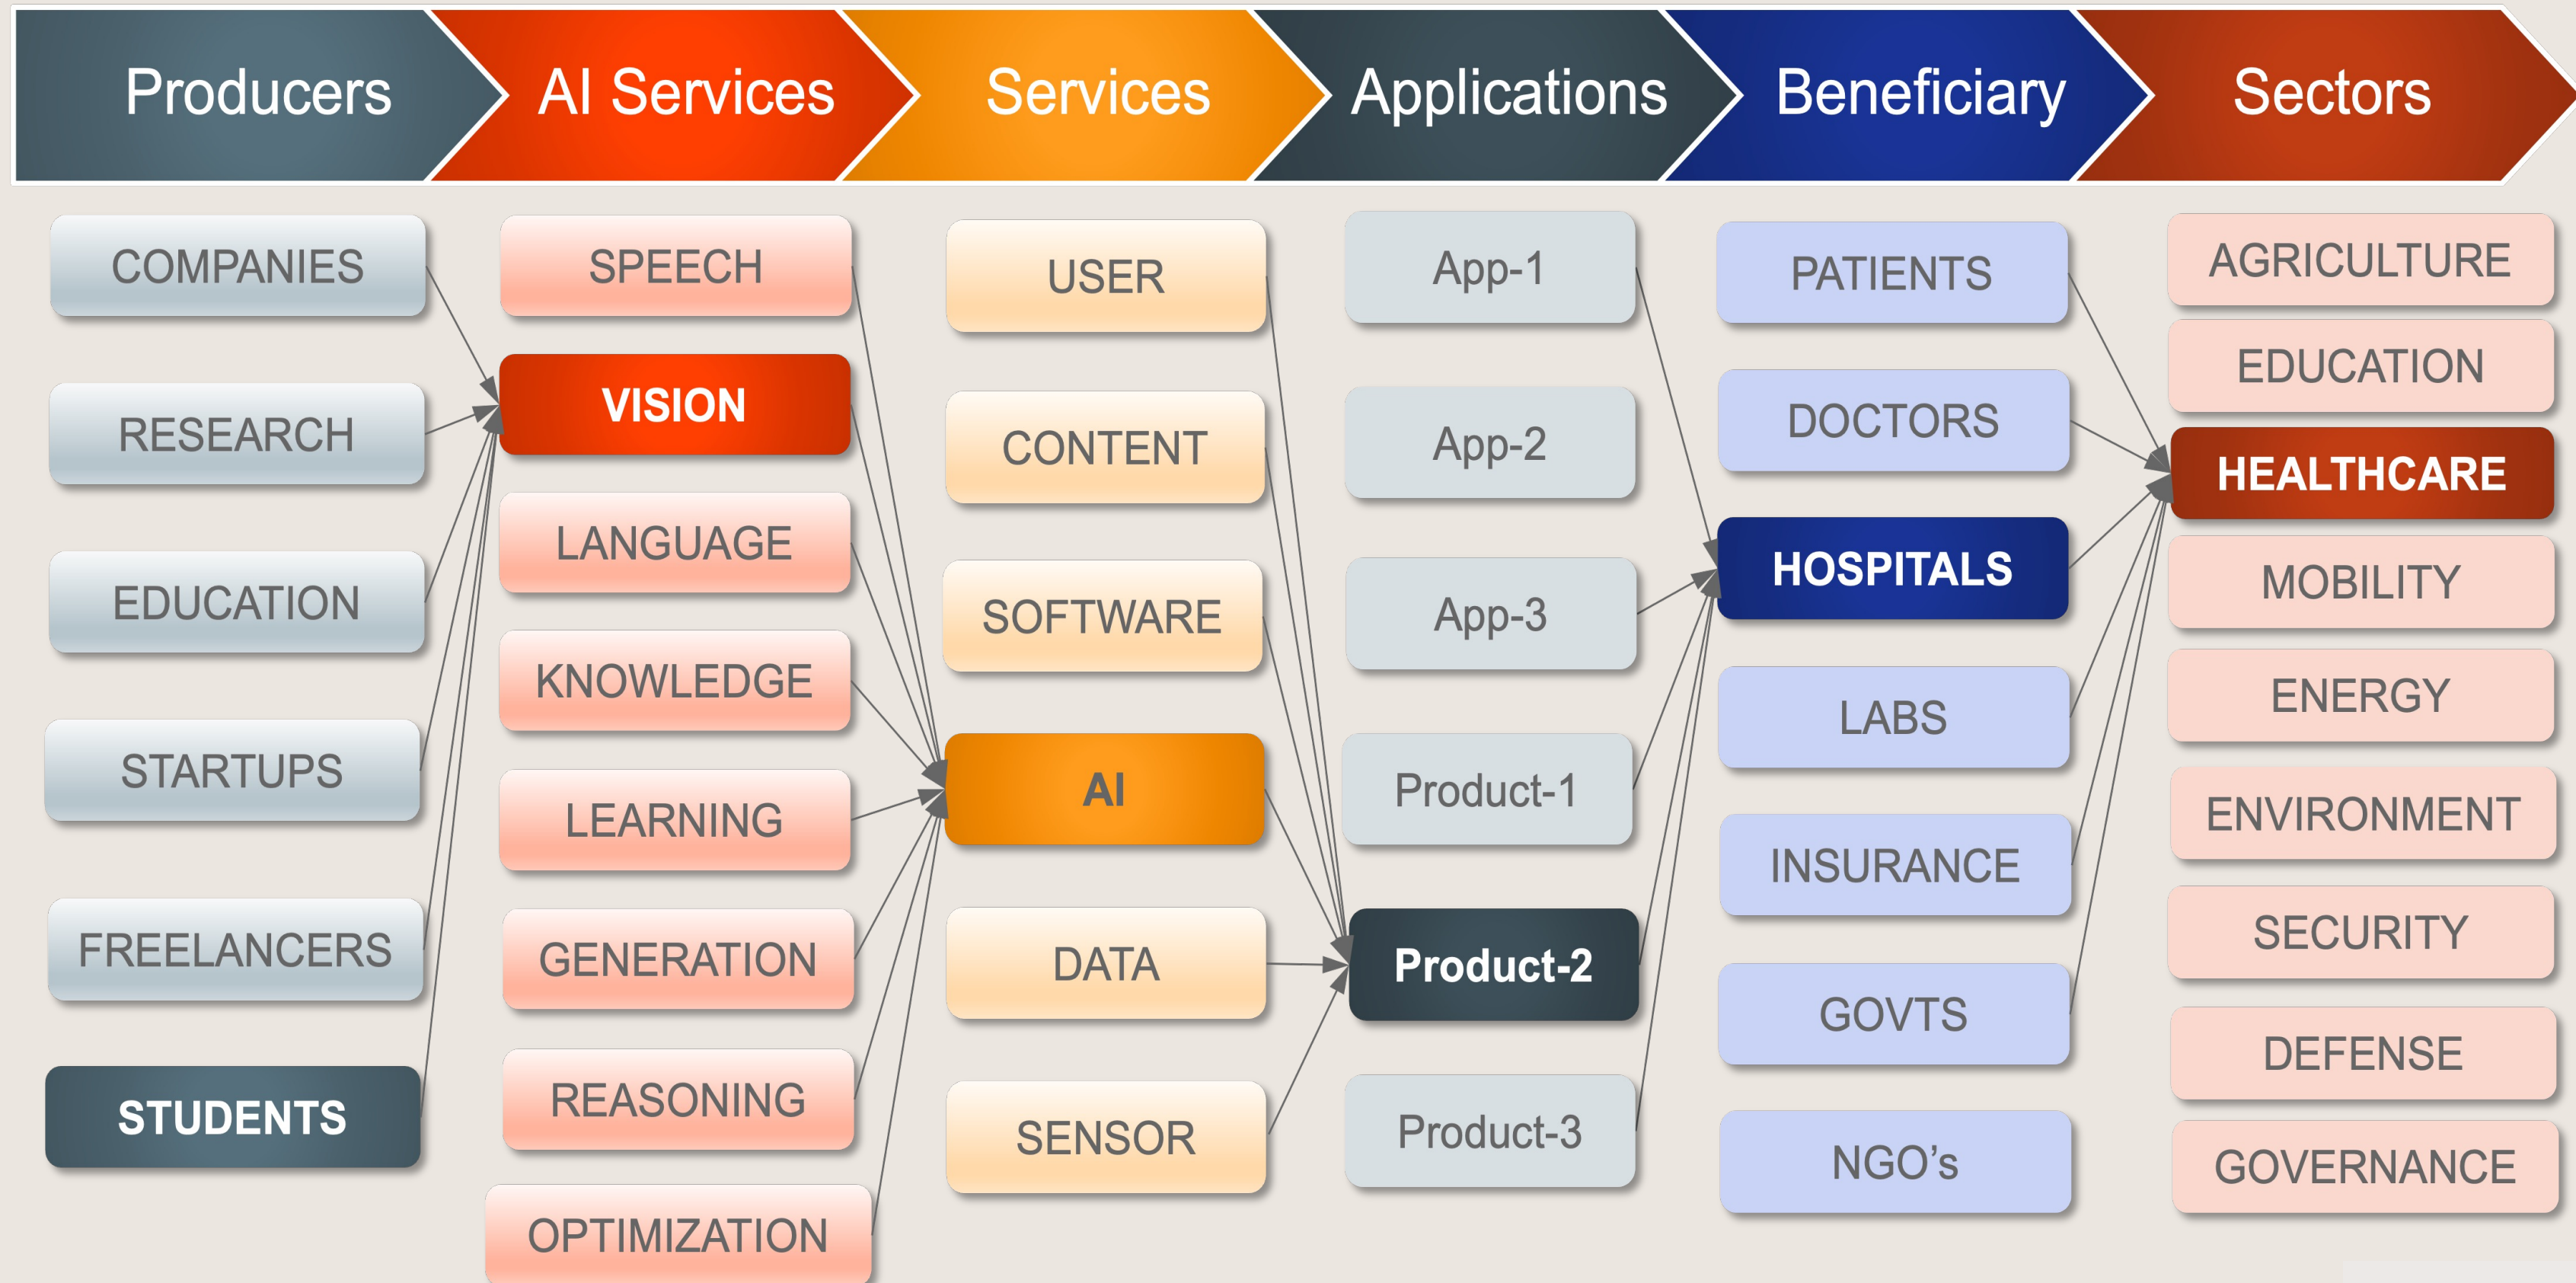 Producers
AI Services
Services
Applications
Beneficiary
Sectors
COMPANIES
RESEARCH
EDUCATION
STARTUPS
FREELANCERS
STUDENTS
SPEECH
VISION
LANGUAGE
KNOWLEDGE
LEARNING
GENERATION
REASONING
OPTIMIZATION
USER
CONTENT
SOFTWARE
AI
DATA
SENSOR
App-1
App-2
App-3
Product-1
Product-2
Product-3
PATIENTS
DOCTORS
HOSPITALS
LABS
INSURANCE
GOVTS
NGO’s
AGRICULTURE
EDUCATION
HEALTHCARE
MOBILITY
ENERGY
ENVIRONMENT
SECURITY
DEFENSE
GOVERNANCE